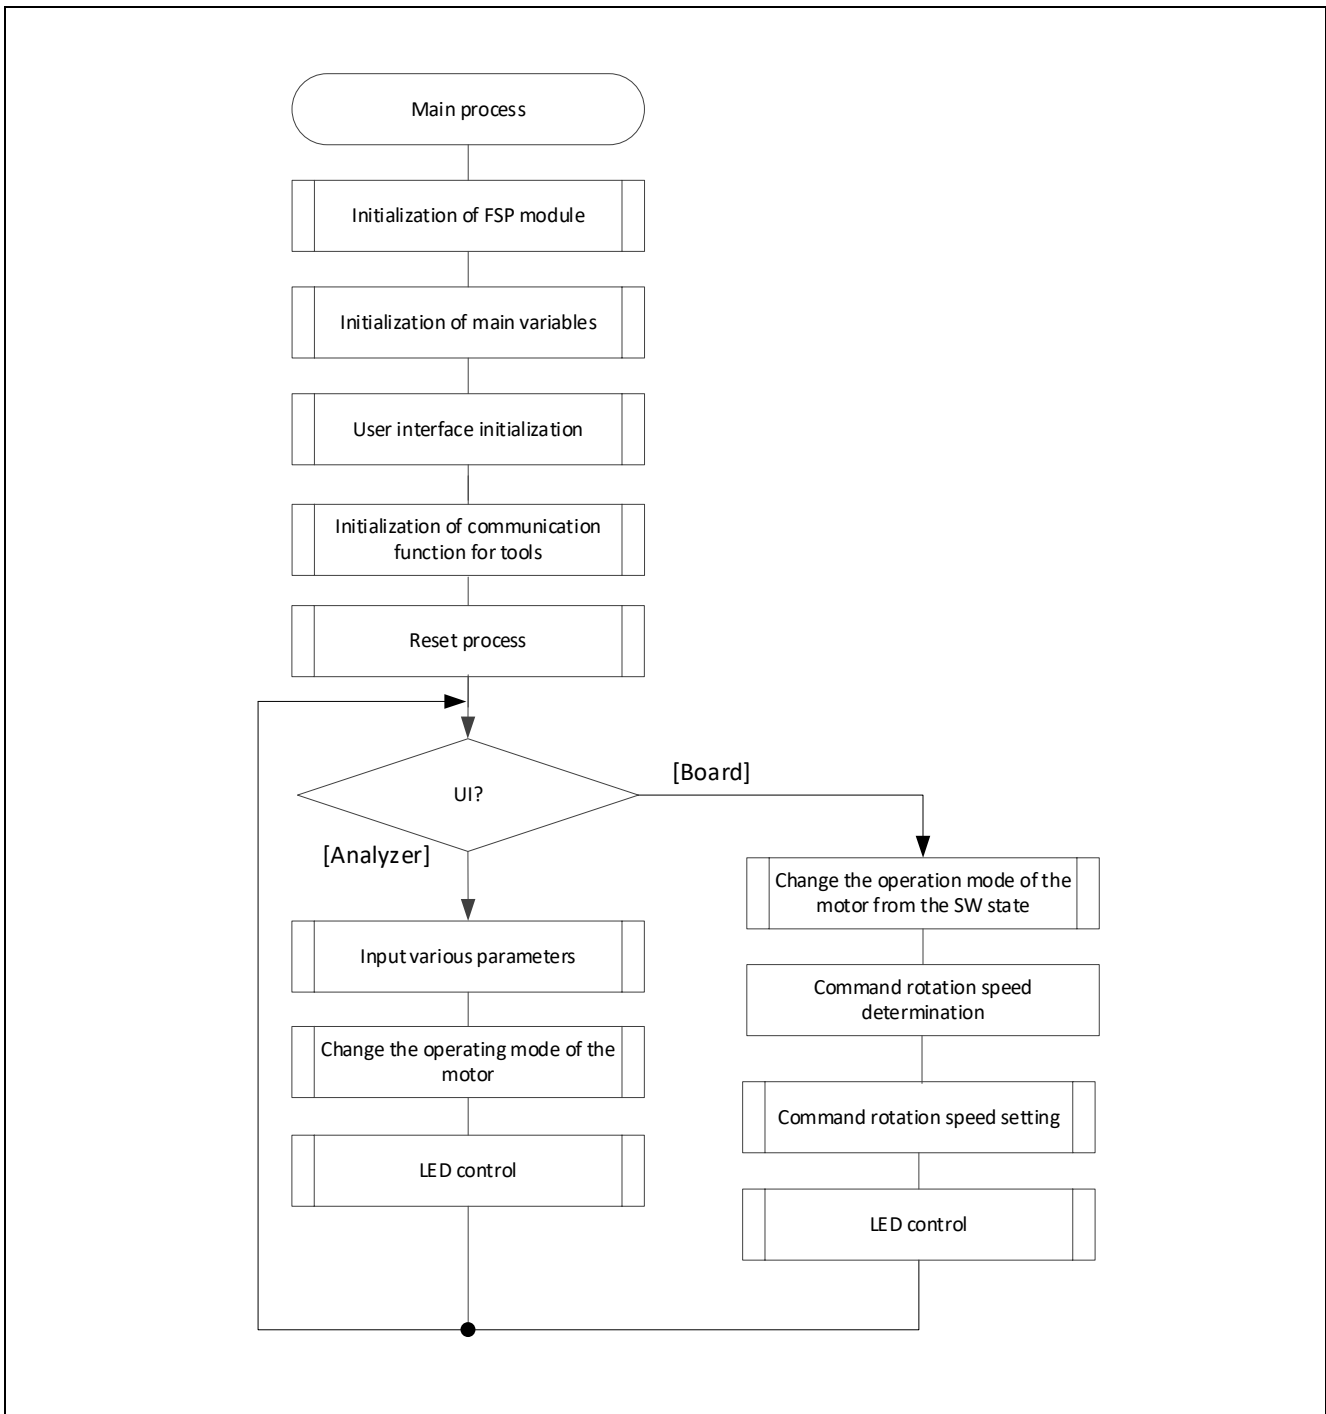 Main process
Initialization of FSP module
Initialization of main variables
User interface initialization
Initialization of communication
function for tools
Reset process
UI?
[Board]
[Analyzer]
Input various parameters
Change the operating mode of the
motor
LED control
Change the operation mode of the
motor from the SW state
Command rotation speed
determination
Command rotation speed setting
LED control